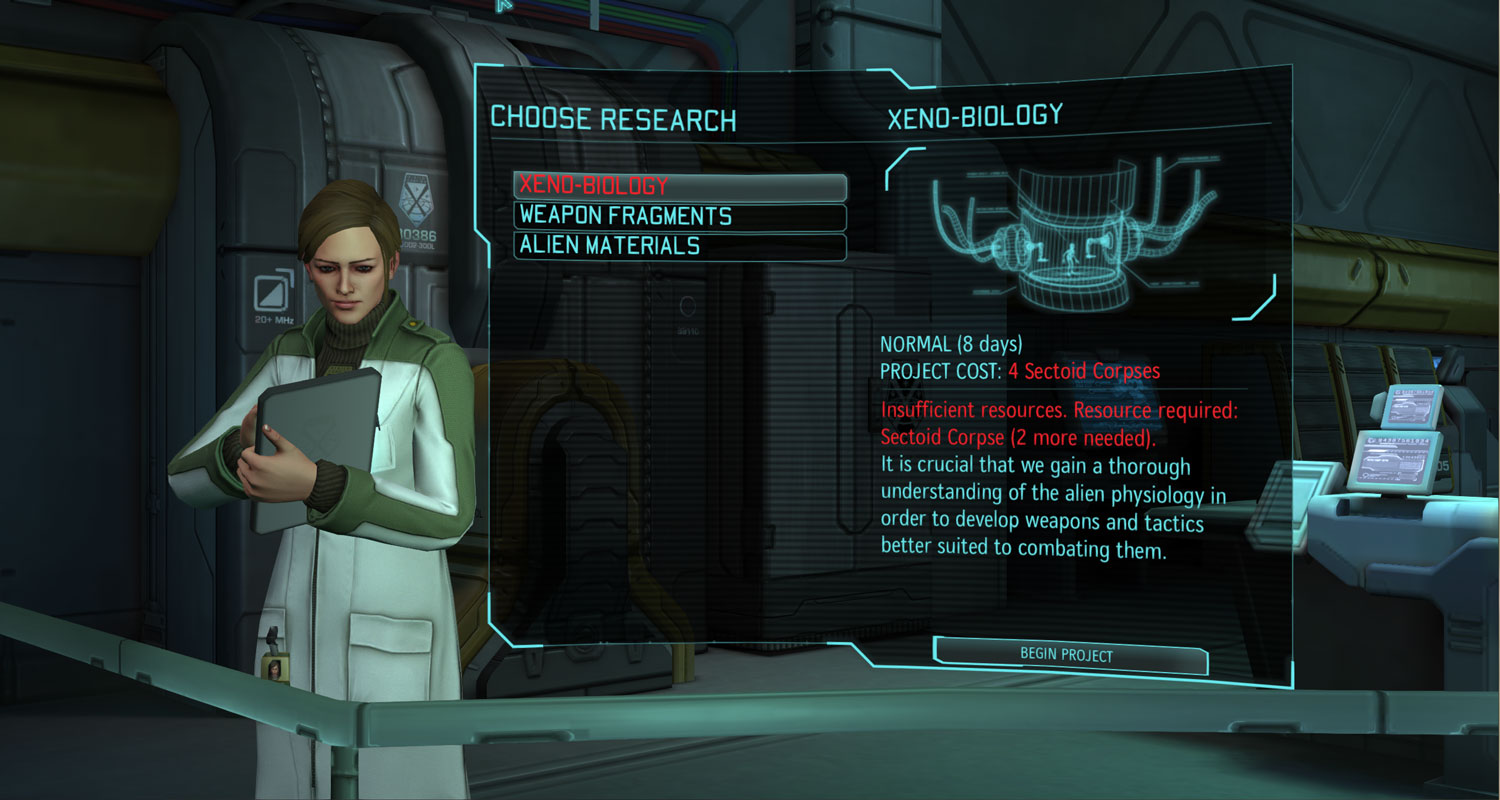 CHOOSE RESEARCH
XENO-BIOLOGY
XENO-BIOLOGY
WEAPON FRAGMENTS
ALIEN MATERIALS
NORMAL (8 days)
PROJECT COST: 4 Sectoid Corpses
Insufficient resources. Resource required:
Sectoid Corpse (2 more needed).
It is crucial that we gain a thorough
understanding of the alien physiology in
order to develop weapons and tactics
better suited to combating them.
BEGIN PROJECT
20+ MHz